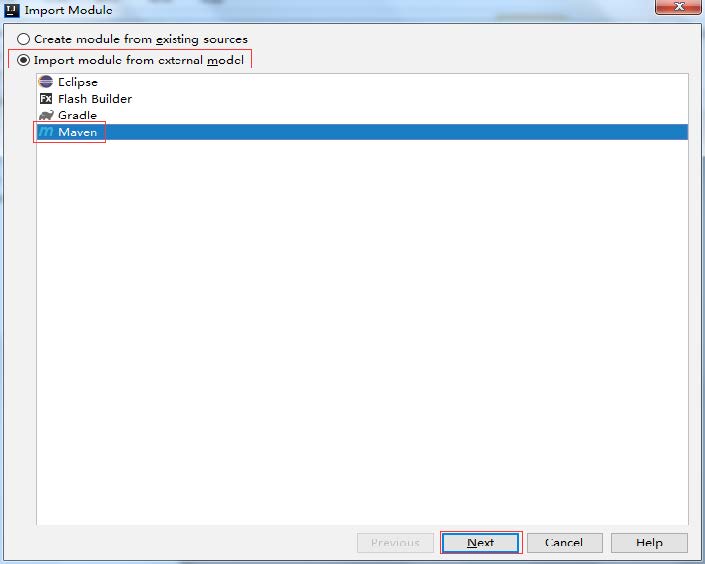 Import Module
Create module from existing sources
Import module from external model
Eclipse
Flash Builder
Gradle
Maven
Previous Next Cancel Help